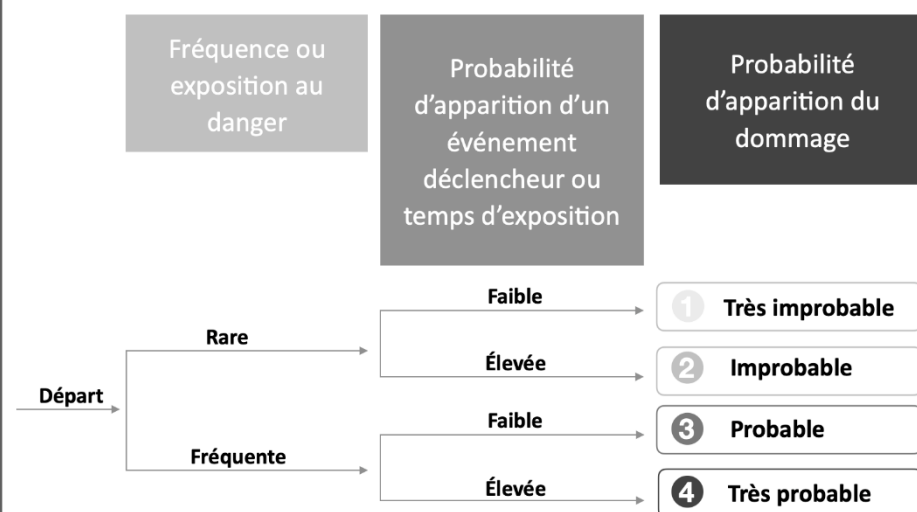 Fréquence ou
exposition au
danger
Probabilité
d'apparition d'un
événement
déclencheur ou
temps d'exposition
Probabilité
d'apparition du
dommage
Départ
Rare
Fréquente
Faible
Élevée
Faible
Élevée
1 Très improbable
2 Improbable
3 Probable
4 Très probable